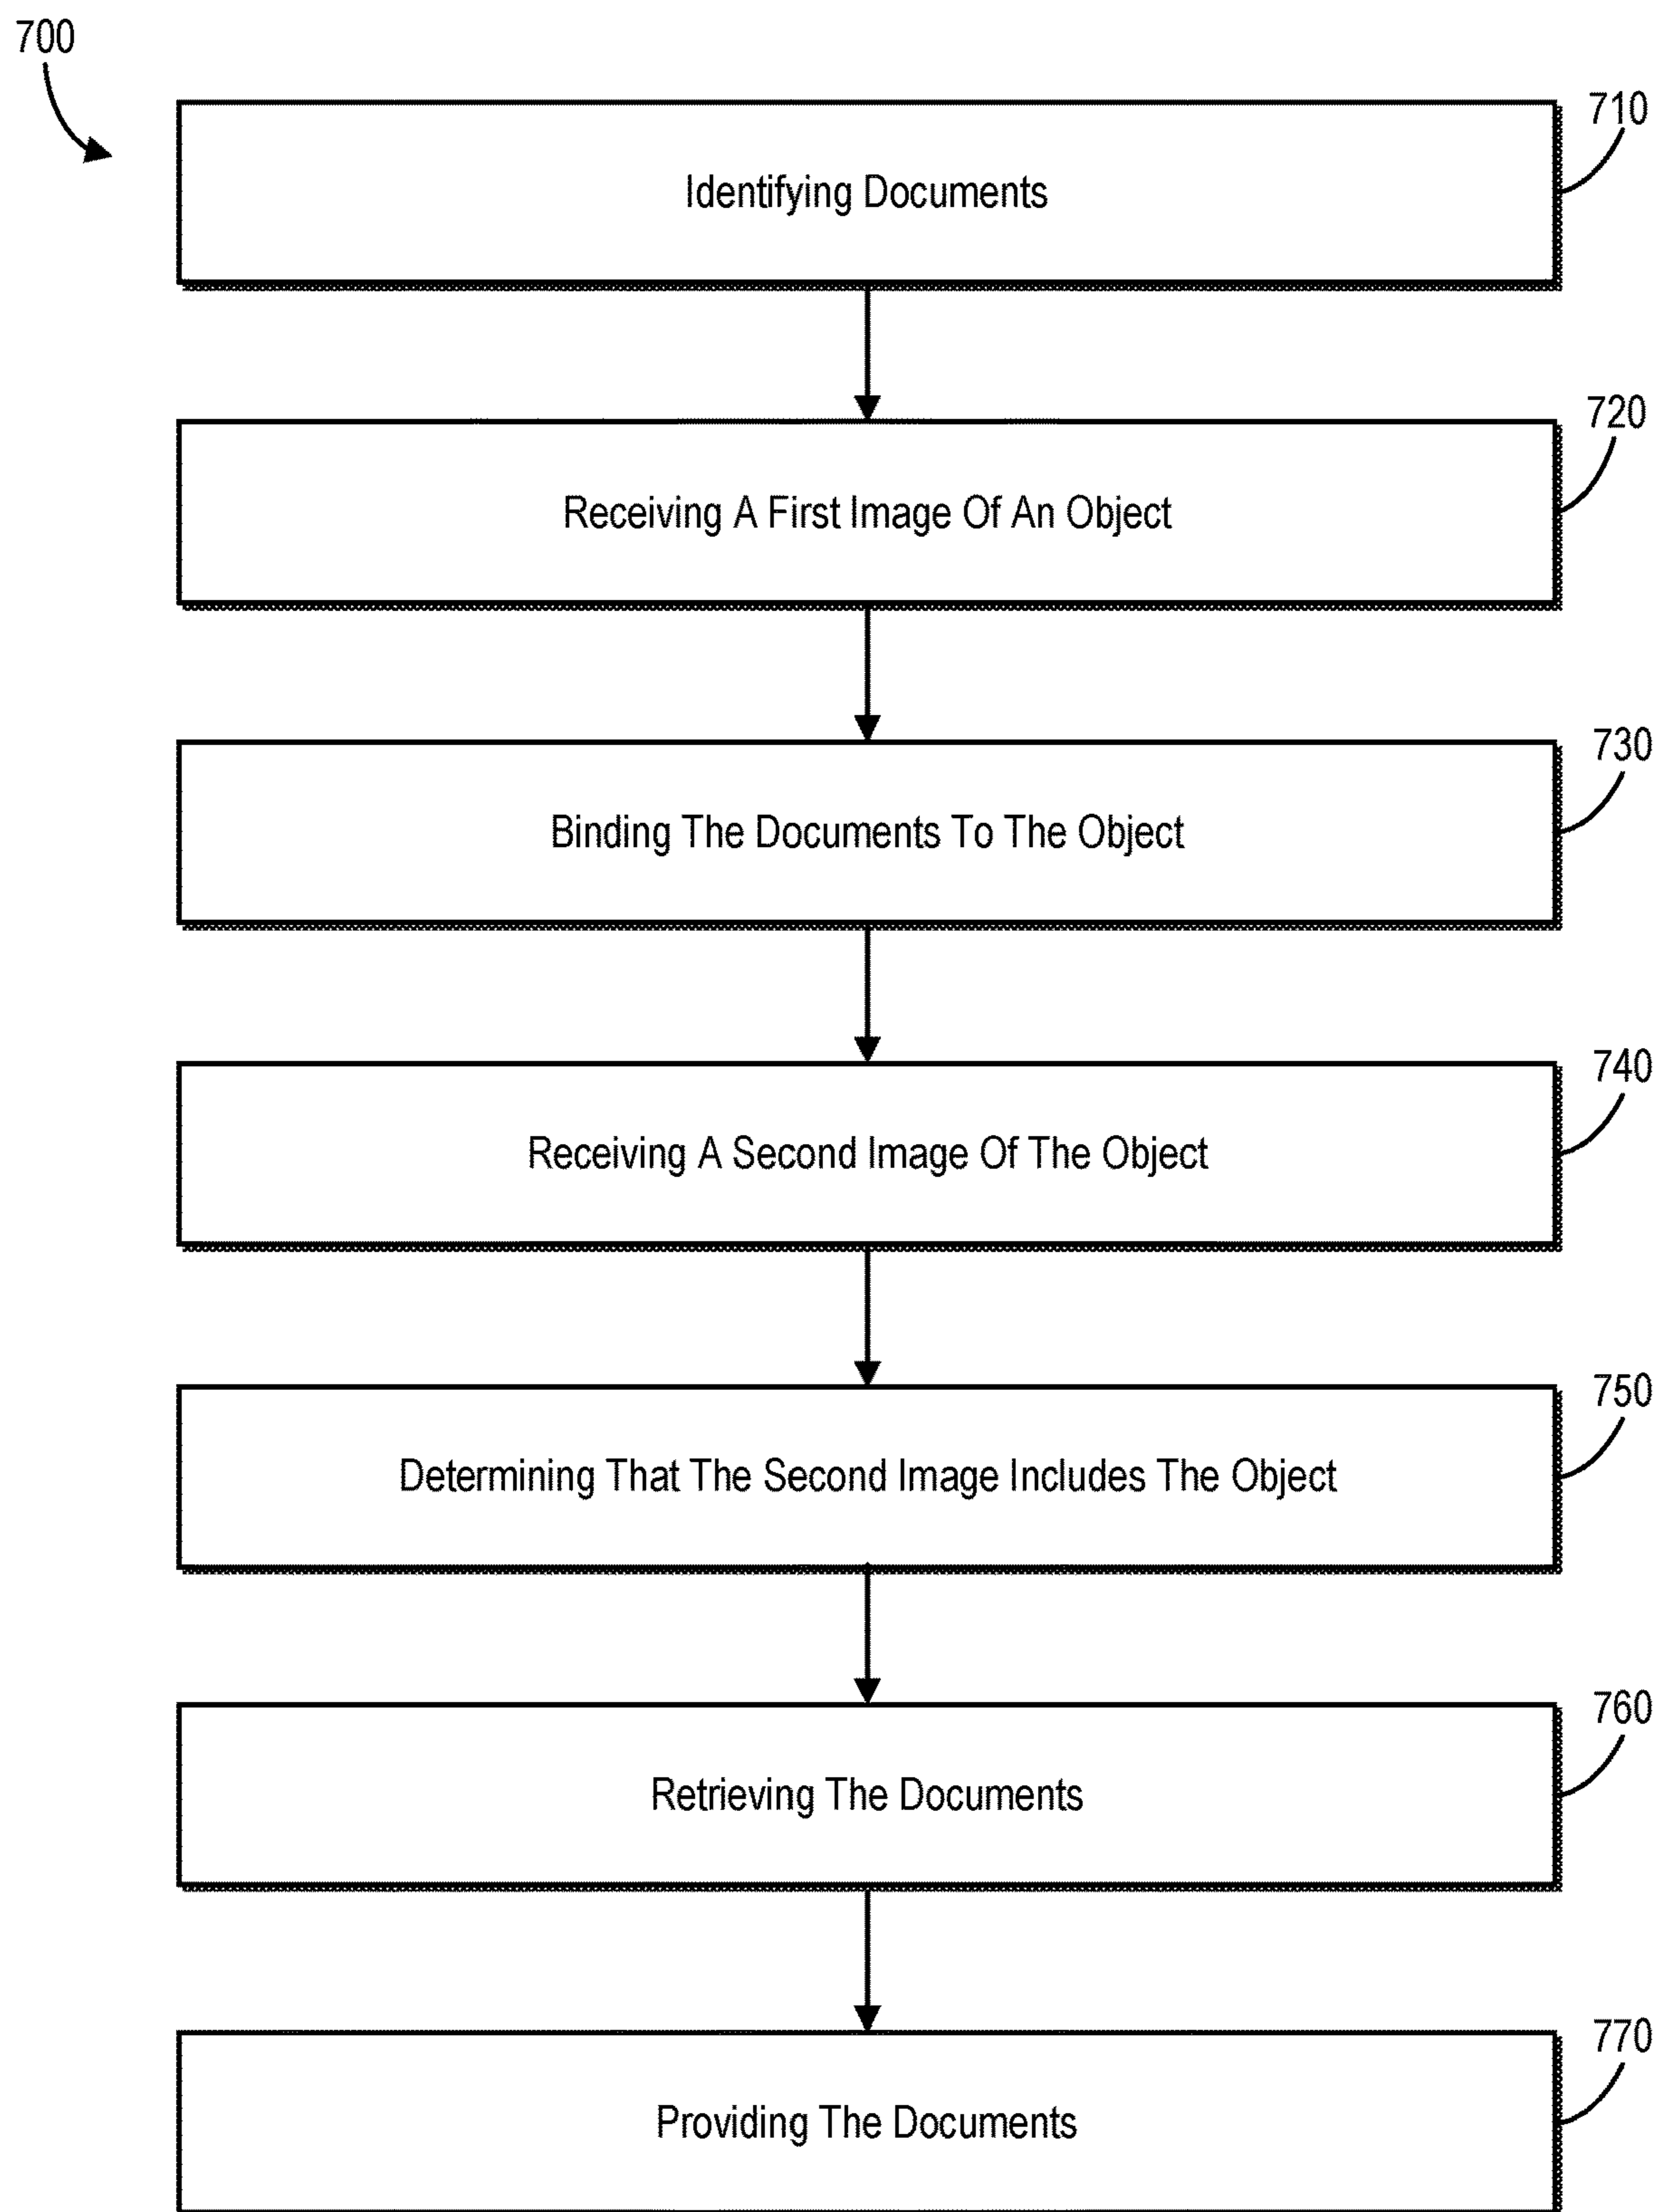 700
710
Identifying Documents
720
Receiving A First Image Of An Object
730
Binding The Documents To The Object
740
Receiving A Second Image Of The Object
750
Determining That The Second Image Includes The Object
760
Retrieving The Documents
770
Providing The Documents